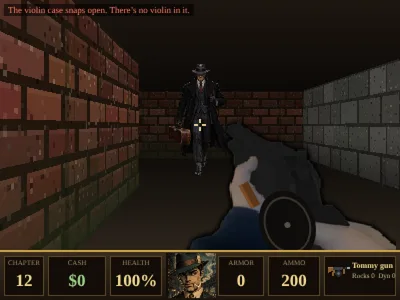 The violin case snaps open. There's no violin in it.
CHAPTER
12
CASH
$0
HEALTH
100%
ARMOR
0
AMMO
200
Tommy gun
Rocks 0 Dyn 0